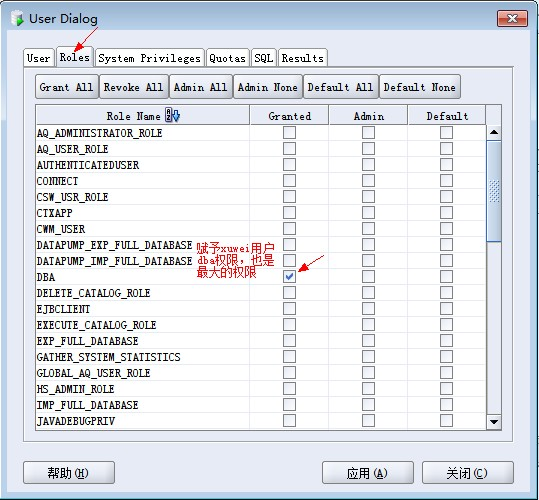 User Dialog
User Roles System Privileges Quotas SQL Results
Grant All Revoke All Admin All Admin None Default All Default None
Role Name Granted Admin Default
AQ_ADMINISTRATOR_ROLE
AQ_USER_ROLE
AUTHENTICATEDUSER
CONNECT
CSW_USR_ROLE
CTXAPP
CWM_USER
DATAPUMP_EXP_FULL_DATABASE
DATAPUMP_IMP_FULL_DATABASE
赋予xuwei用户
dba权限，也是
最大的权限
DBA
DELETE_CATALOG_ROLE
EJBCLIENT
EXECUTE_CATALOG_ROLE
EXP_FULL_DATABASE
GATHER_SYSTEM_STATISTICS
GLOBAL_AQ_USER_ROLE
HS_ADMIN_ROLE
IMP_FULL_DATABASE
JAVADEBUGPRIV
帮助(H) 应用(A) 关闭(C)